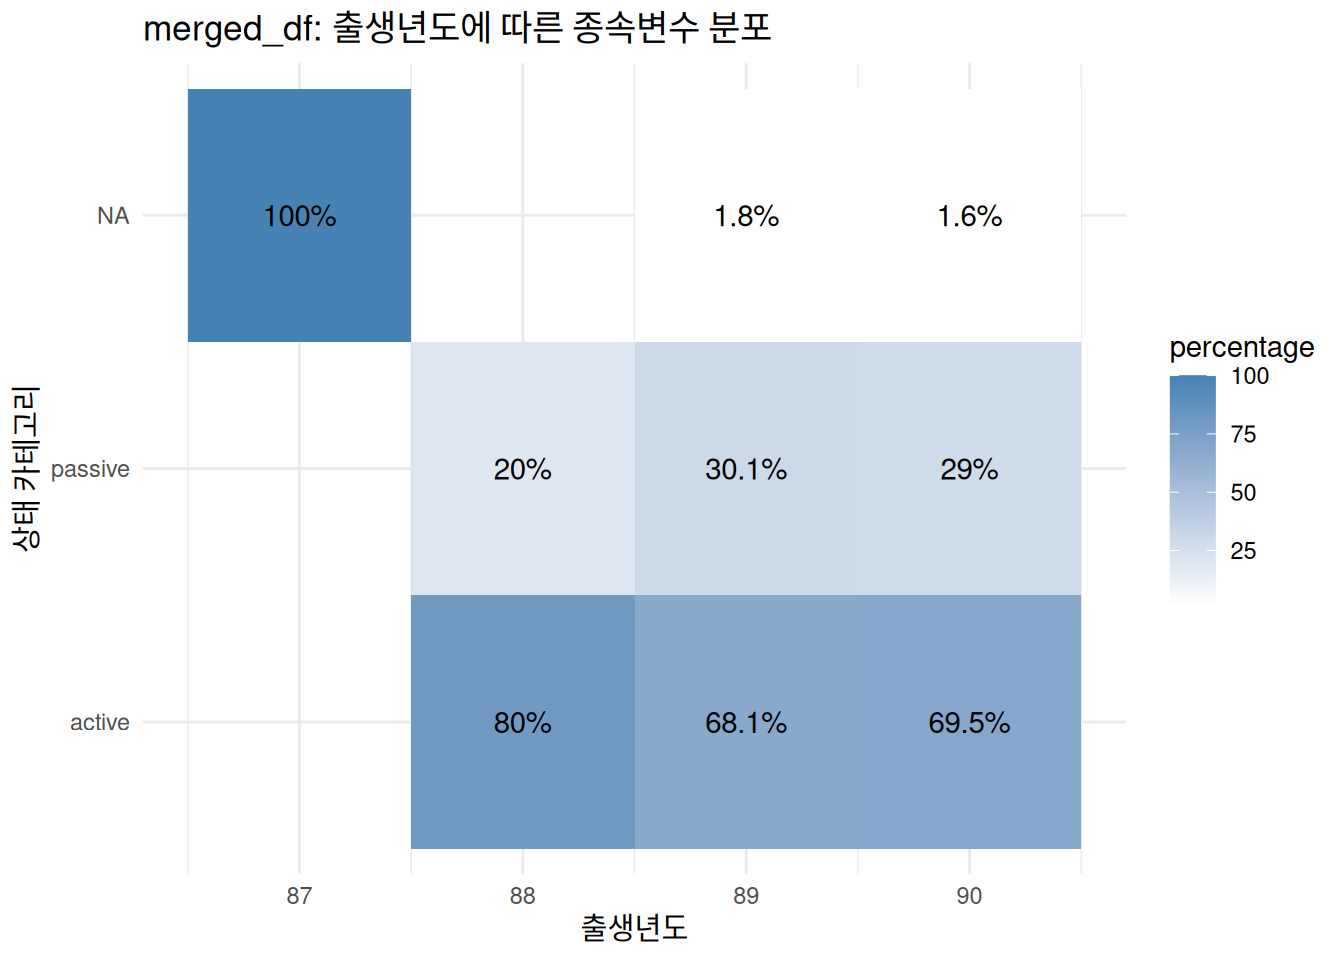 merged_df: 출생년도에 따른 종속변수 분포
상태 카테고리
NA
passive
active
100%
1.8%
1.6%
20%
30.1%
29%
80%
68.1%
69.5%
87
88
89
90
출생년도
percentage
100
75
50
25